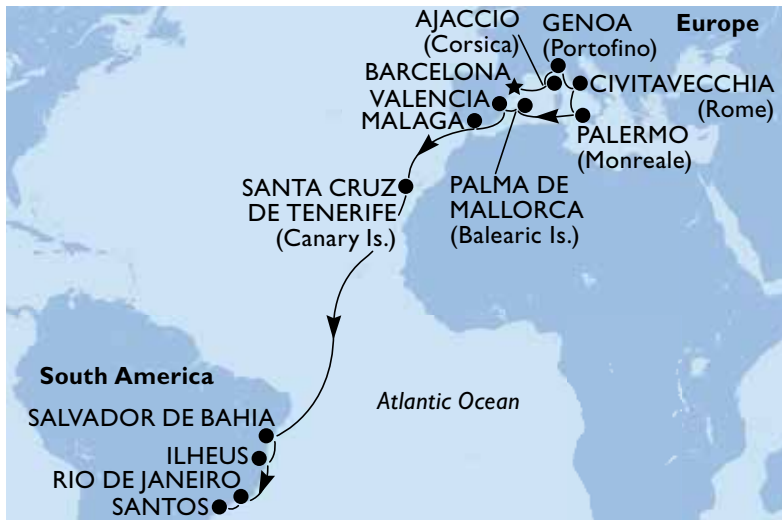 AJACCIO
(Corsica)
GENOA
(Portofino)
Europe
BARCELONA
CIVITAVECCHIA
(Rome)
VALENCIA
MALAGA
PALERMO
(Monreale)
SANTA CRUZ
DE TENERIFE
(Canary Is.)
PALMA DE
MALLORCA
(Balearic Is.)
South America
Atlantic Ocean
SALVADOR DE BAHIA
ILHEUS
RIO DE JANEIRO
SANTOS